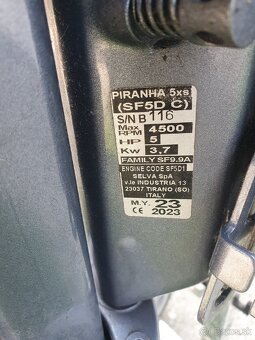 PIRANHA 5xs
(SF5D C)
S/N B 116
Max RPM 4500
HP 5
Kw 3,7
FAMILY SF9.9A
ENGINE CODE SF5D1
SELVA SpA
v.le INDUSTRIA 13
23037 TIRANO (SO)
ITALY
M.Y. 23
CE 2023